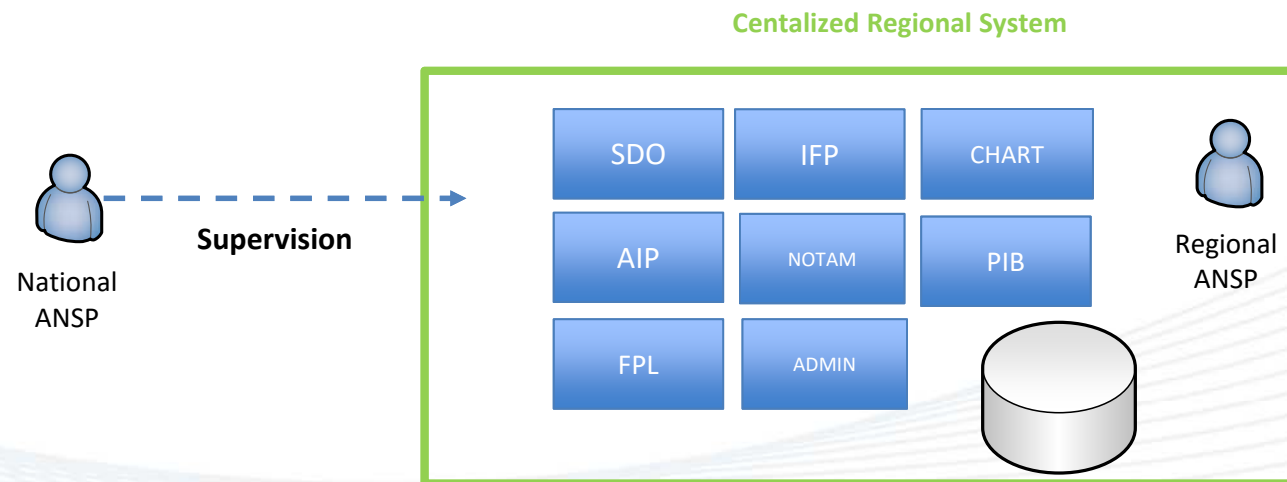 Centalized Regional System
SDO
IFP
CHART
Supervision
National
ANSP
AIP
NOTAM
PIB
Regional
ANSP
FPL
ADMIN